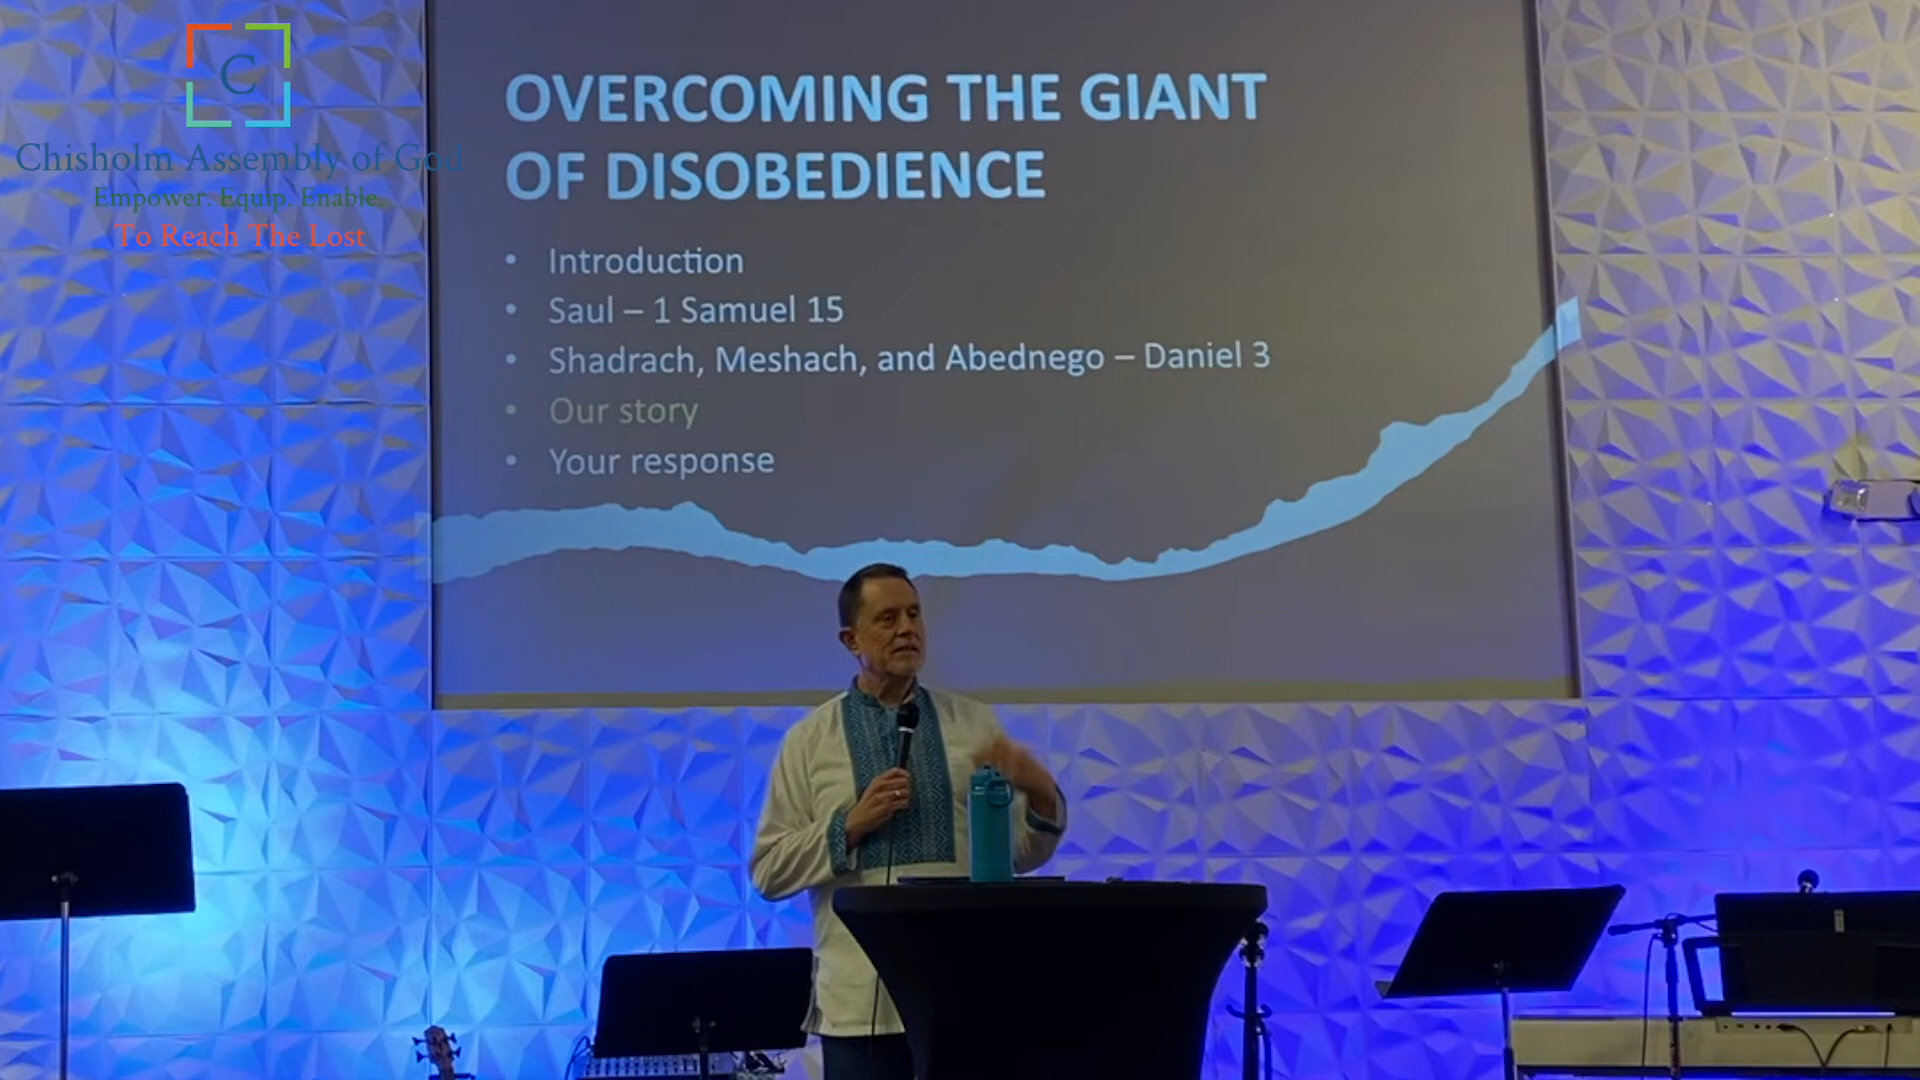 C
Chisholm Assembly of God
Empower. Equip. Enable.
To Reach The Lost
OVERCOMING THE GIANT
OF DISOBEDIENCE
• Introduction
• Saul – 1 Samuel 15
• Shadrach, Meshach, and Abednego – Daniel 3
• Our story
• Your response